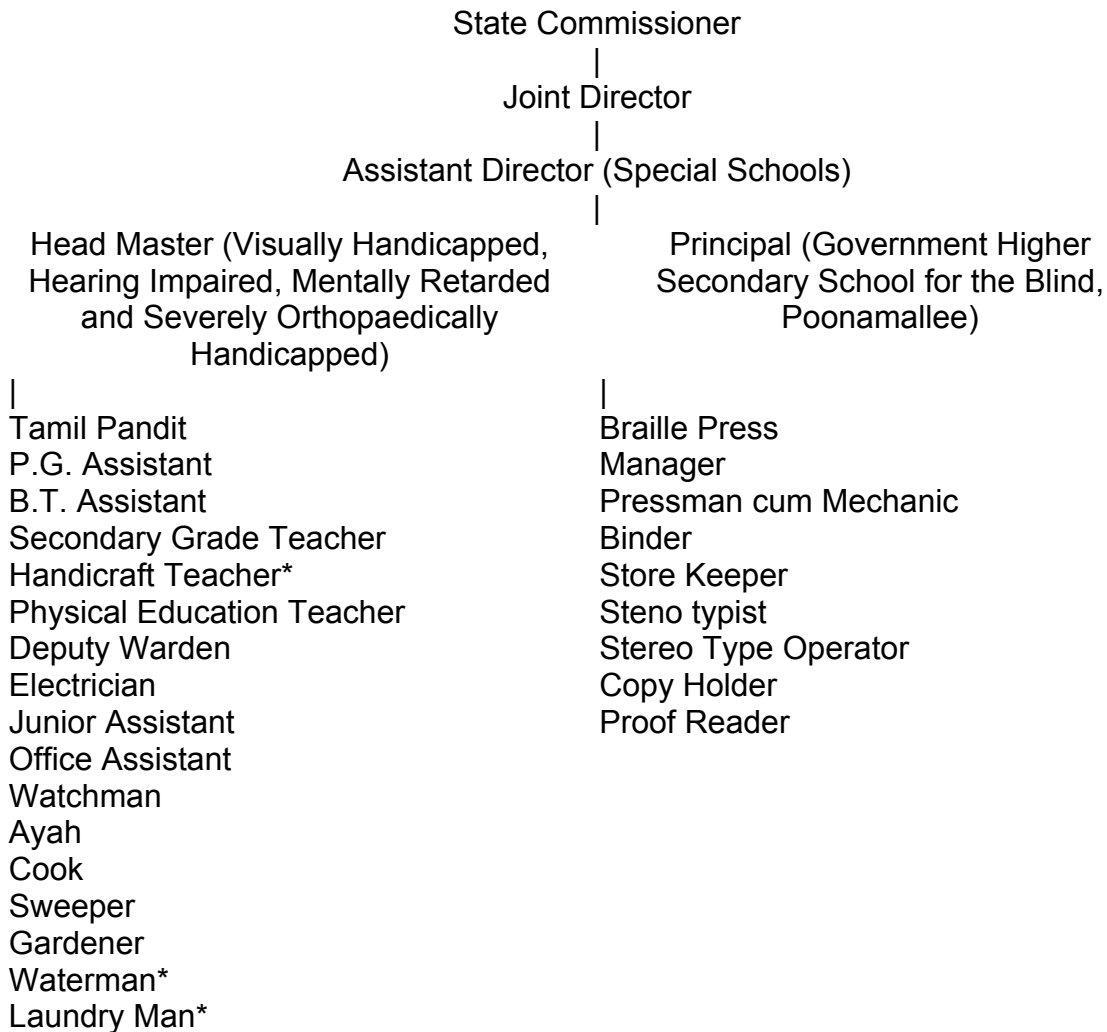 State Commissioner
|
Joint Director
|
Assistant Director (Special Schools)
|
Head Master (Visually Handicapped,
Hearing Impaired, Mentally Retarded
and Severely Orthopaedically
Handicapped)
|
Tamil Pandit
P.G. Assistant
B.T. Assistant
Secondary Grade Teacher
Handicraft Teacher*
Physical Education Teacher
Deputy Warden
Electrician
Junior Assistant
Office Assistant
Watchman
Ayah
Cook
Sweeper
Gardener
Waterman*
Laundry Man*
Principal (Government Higher
Secondary School for the Blind,
Poonamallee)
|
Braille Press
Manager
Pressman cum Mechanic
Binder
Store Keeper
Steno typist
Stereo Type Operator
Copy Holder
Proof Reader